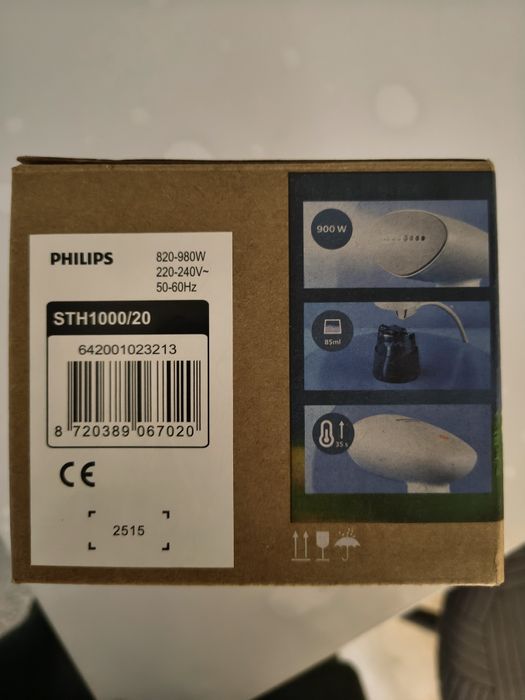 PHILIPS
820-980W
220-240V~
50-60Hz
STH1000/20
642001023213
8 720389 067020
CE
2515
900 W
85ml
35 s